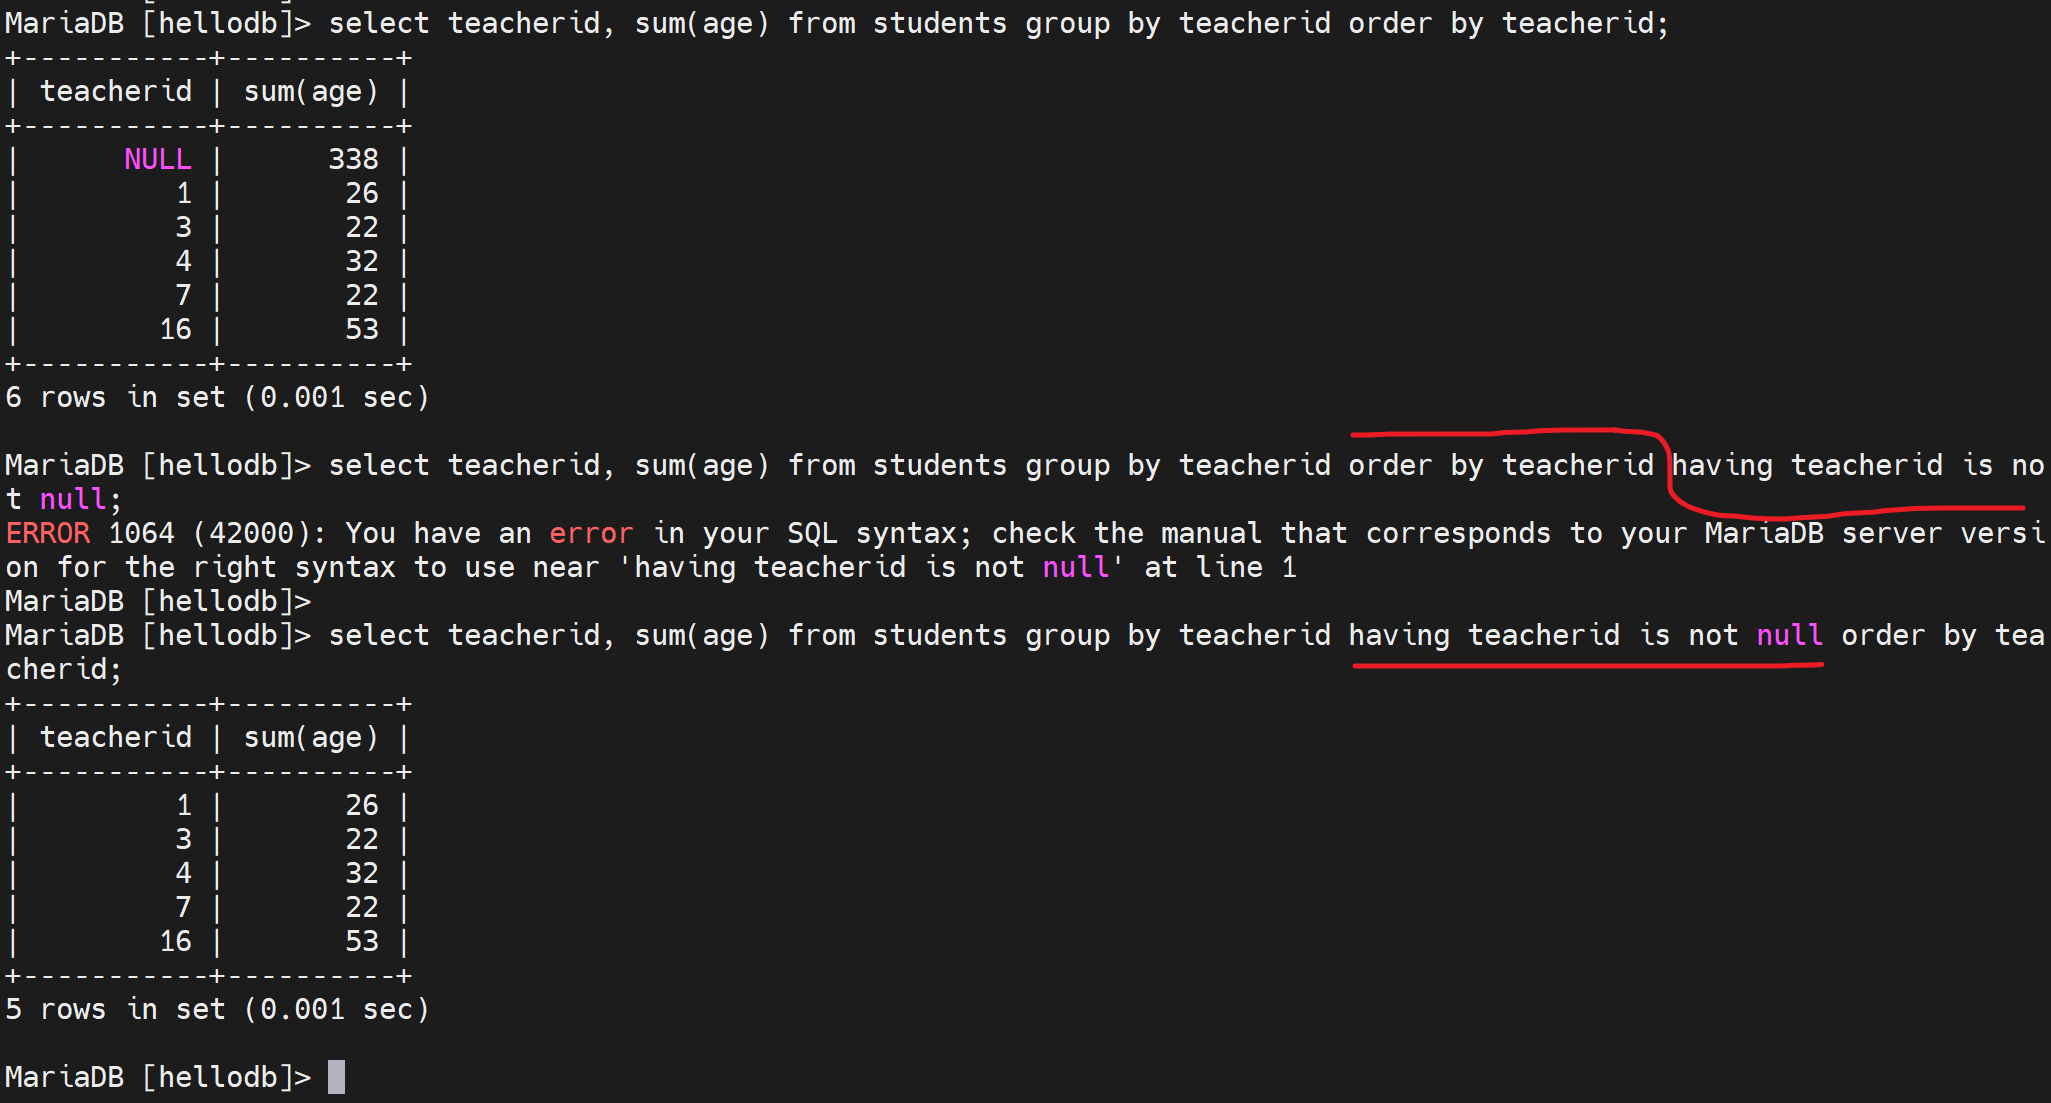 MariaDB [hellodb]> select teacherid, sum(age) from students group by teacherid order by teacherid;
+-----------+----------+
| teacherid | sum(age) |
+-----------+----------+
|      NULL |      338 |
|         1 |       26 |
|         3 |       22 |
|         4 |       32 |
|         7 |       22 |
|        16 |       53 |
+-----------+----------+
6 rows in set (0.001 sec)
MariaDB [hellodb]> select teacherid, sum(age) from students group by teacherid order by teacherid having teacherid is no
t null;
ERROR 1064 (42000): You have an error in your SQL syntax; check the manual that corresponds to your MariaDB server versi
on for the right syntax to use near 'having teacherid is not null' at line 1
MariaDB [hellodb]>
MariaDB [hellodb]> select teacherid, sum(age) from students group by teacherid having teacherid is not null order by tea
cherid;
+-----------+----------+
| teacherid | sum(age) |
+-----------+----------+
|         1 |       26 |
|         3 |       22 |
|         4 |       32 |
|         7 |       22 |
|        16 |       53 |
+-----------+----------+
5 rows in set (0.001 sec)
MariaDB [hellodb]>